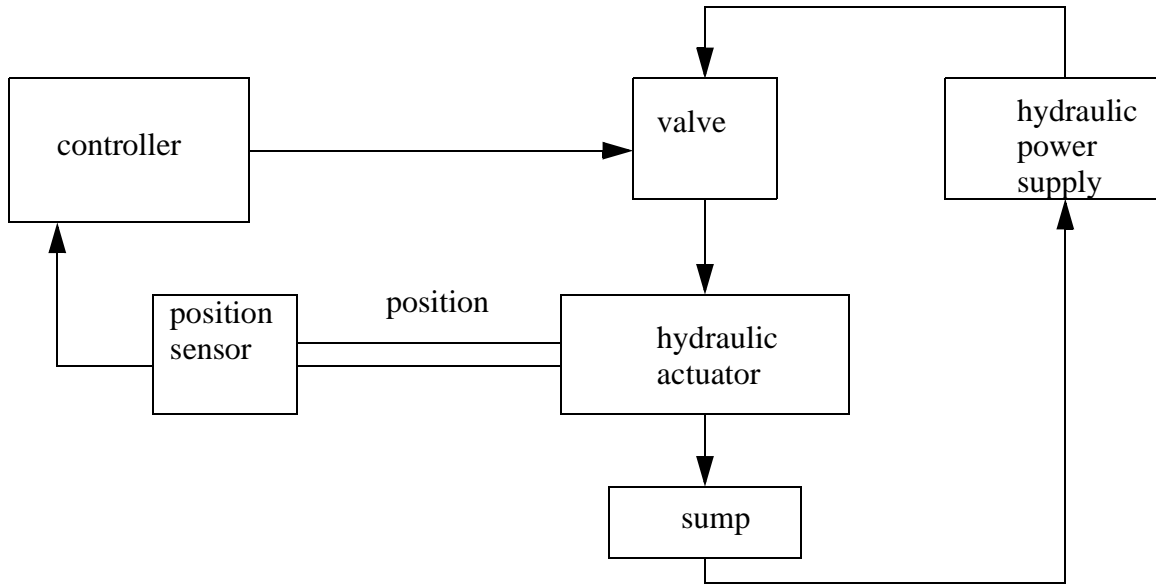 controller
valve
hydraulic
power
supply
position
sensor
position
hydraulic
actuator
sump